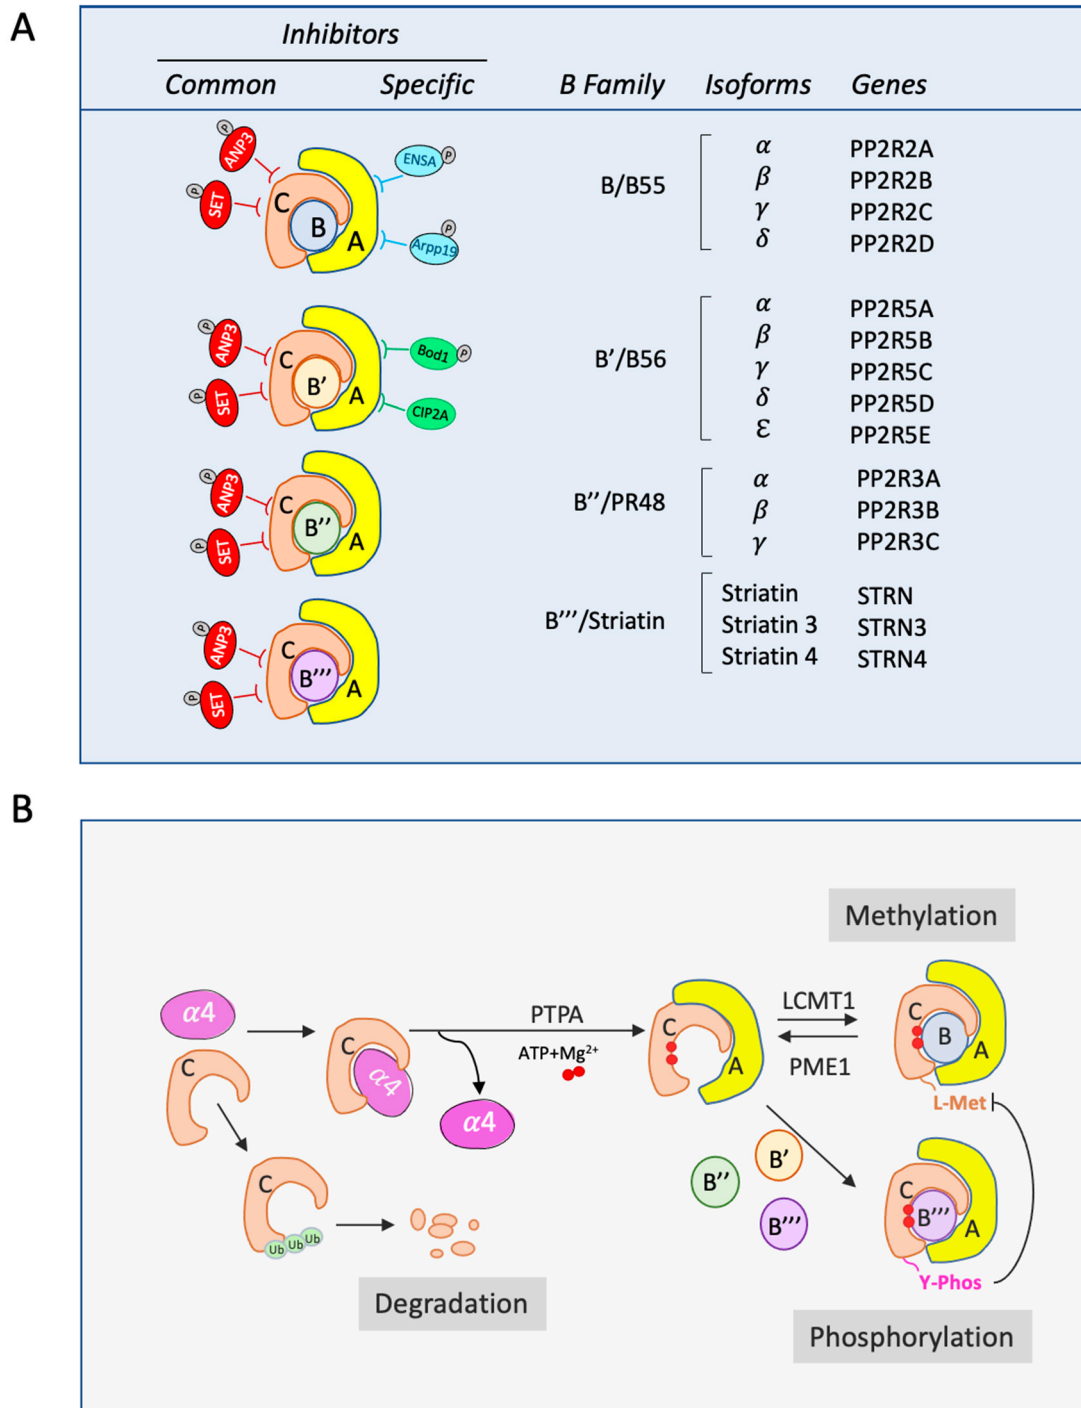 A
Inhibitors
Common Specific B Family Isoforms Genes
P ANP3
P SET
C B A
ENSA P
P Arpp19
B/B55
α PP2R2A
β PP2R2B
γ PP2R2C
δ PP2R2D
P ANP3
P SET
C B’ A
Bod1 P
CIP2A
B’/B56
α PP2R5A
β PP2R5B
γ PP2R5C
δ PP2R5D
ε PP2R5E
P ANP3
P SET
C B’’ A
B’’/PR48
α PP2R3A
β PP2R3B
γ PP2R3C
P ANP3
P SET
C B’’’ A
B’’’/Striatin
Striatin STRN
Striatin 3 STRN3
Striatin 4 STRN4
B
Methylation
α4
C
C α4
PTPA
ATP+Mg²⁺
α4
C A
LCMT1
PME1
C B A
L-Met
B’
B’’
B’’’
C B’’’ A
Y-Phos
Phosphorylation
C
Ub Ub Ub
Degradation